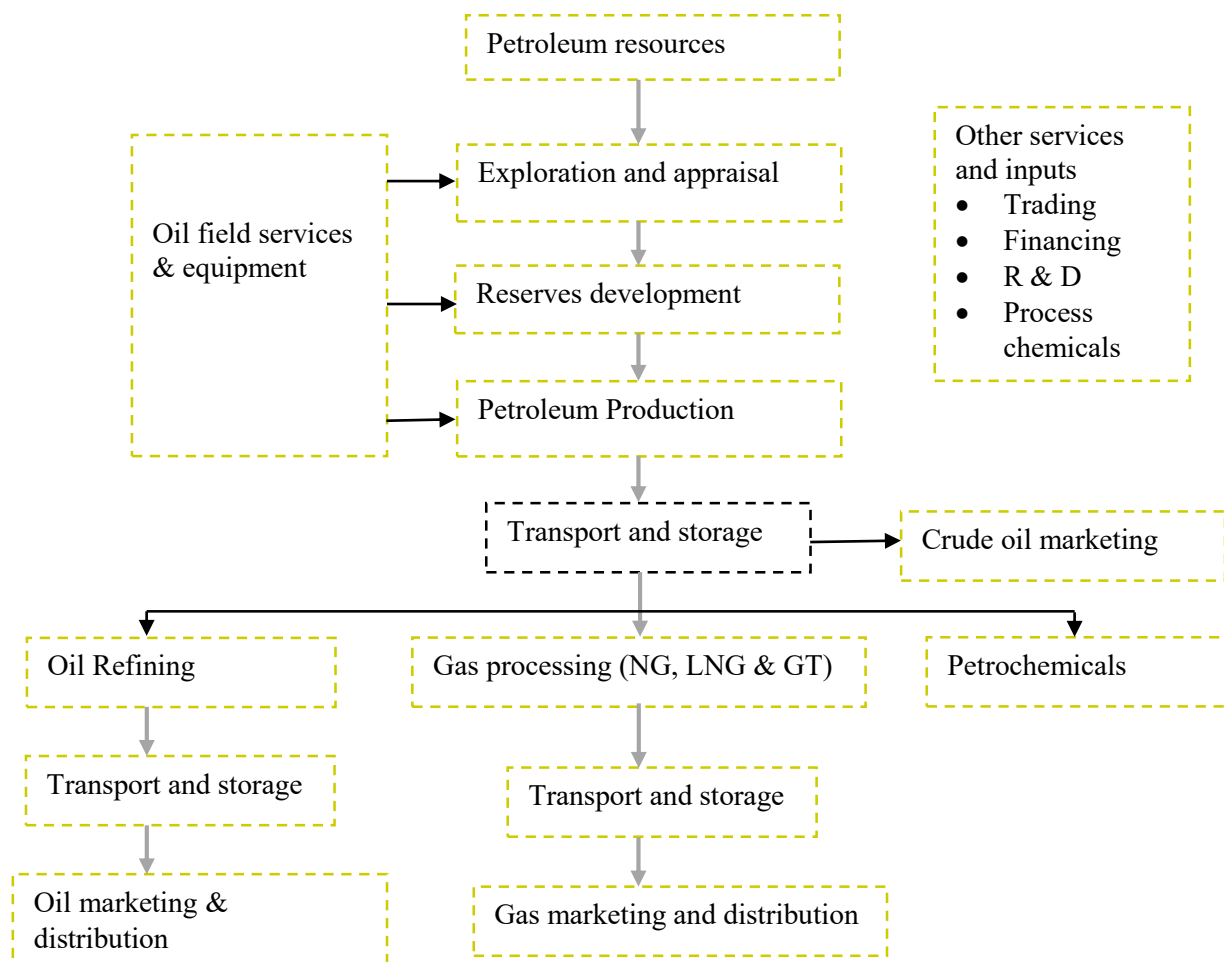 Petroleum resources
Exploration and appraisal
Oil field services
& equipment
Reserves development
Petroleum Production
Other services
and inputs
• Trading
• Financing
• R & D
• Process
chemicals
Transport and storage
Crude oil marketing
Oil Refining
Gas processing (NG, LNG & GT)
Petrochemicals
Transport and storage
Transport and storage
Oil marketing &
distribution
Gas marketing and distribution